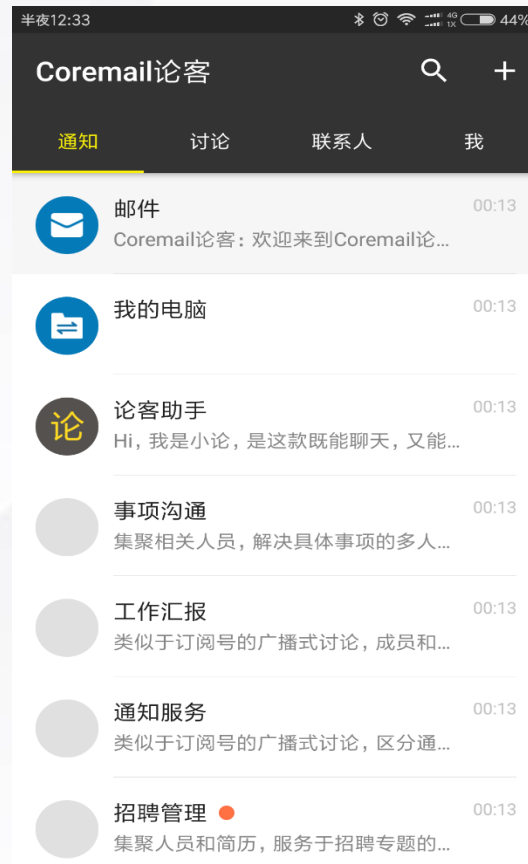 半夜12:33
4G
1X
44%
Coremail论客
通知 讨论 联系人 我
邮件 00:13
Coremail论客：欢迎来到Coremail论...
我的电脑 00:13
论
论客助手 00:13
Hi，我是小论，是这款既能聊天，又能...
事项沟通 00:13
集聚相关人员，解决具体事项的多人...
工作汇报 00:13
类似于订阅号的广播式讨论，成员和...
通知服务 00:13
类似于订阅号的广播式讨论，区分通...
招聘管理 00:13
集聚人员和简历，服务于招聘专题的...